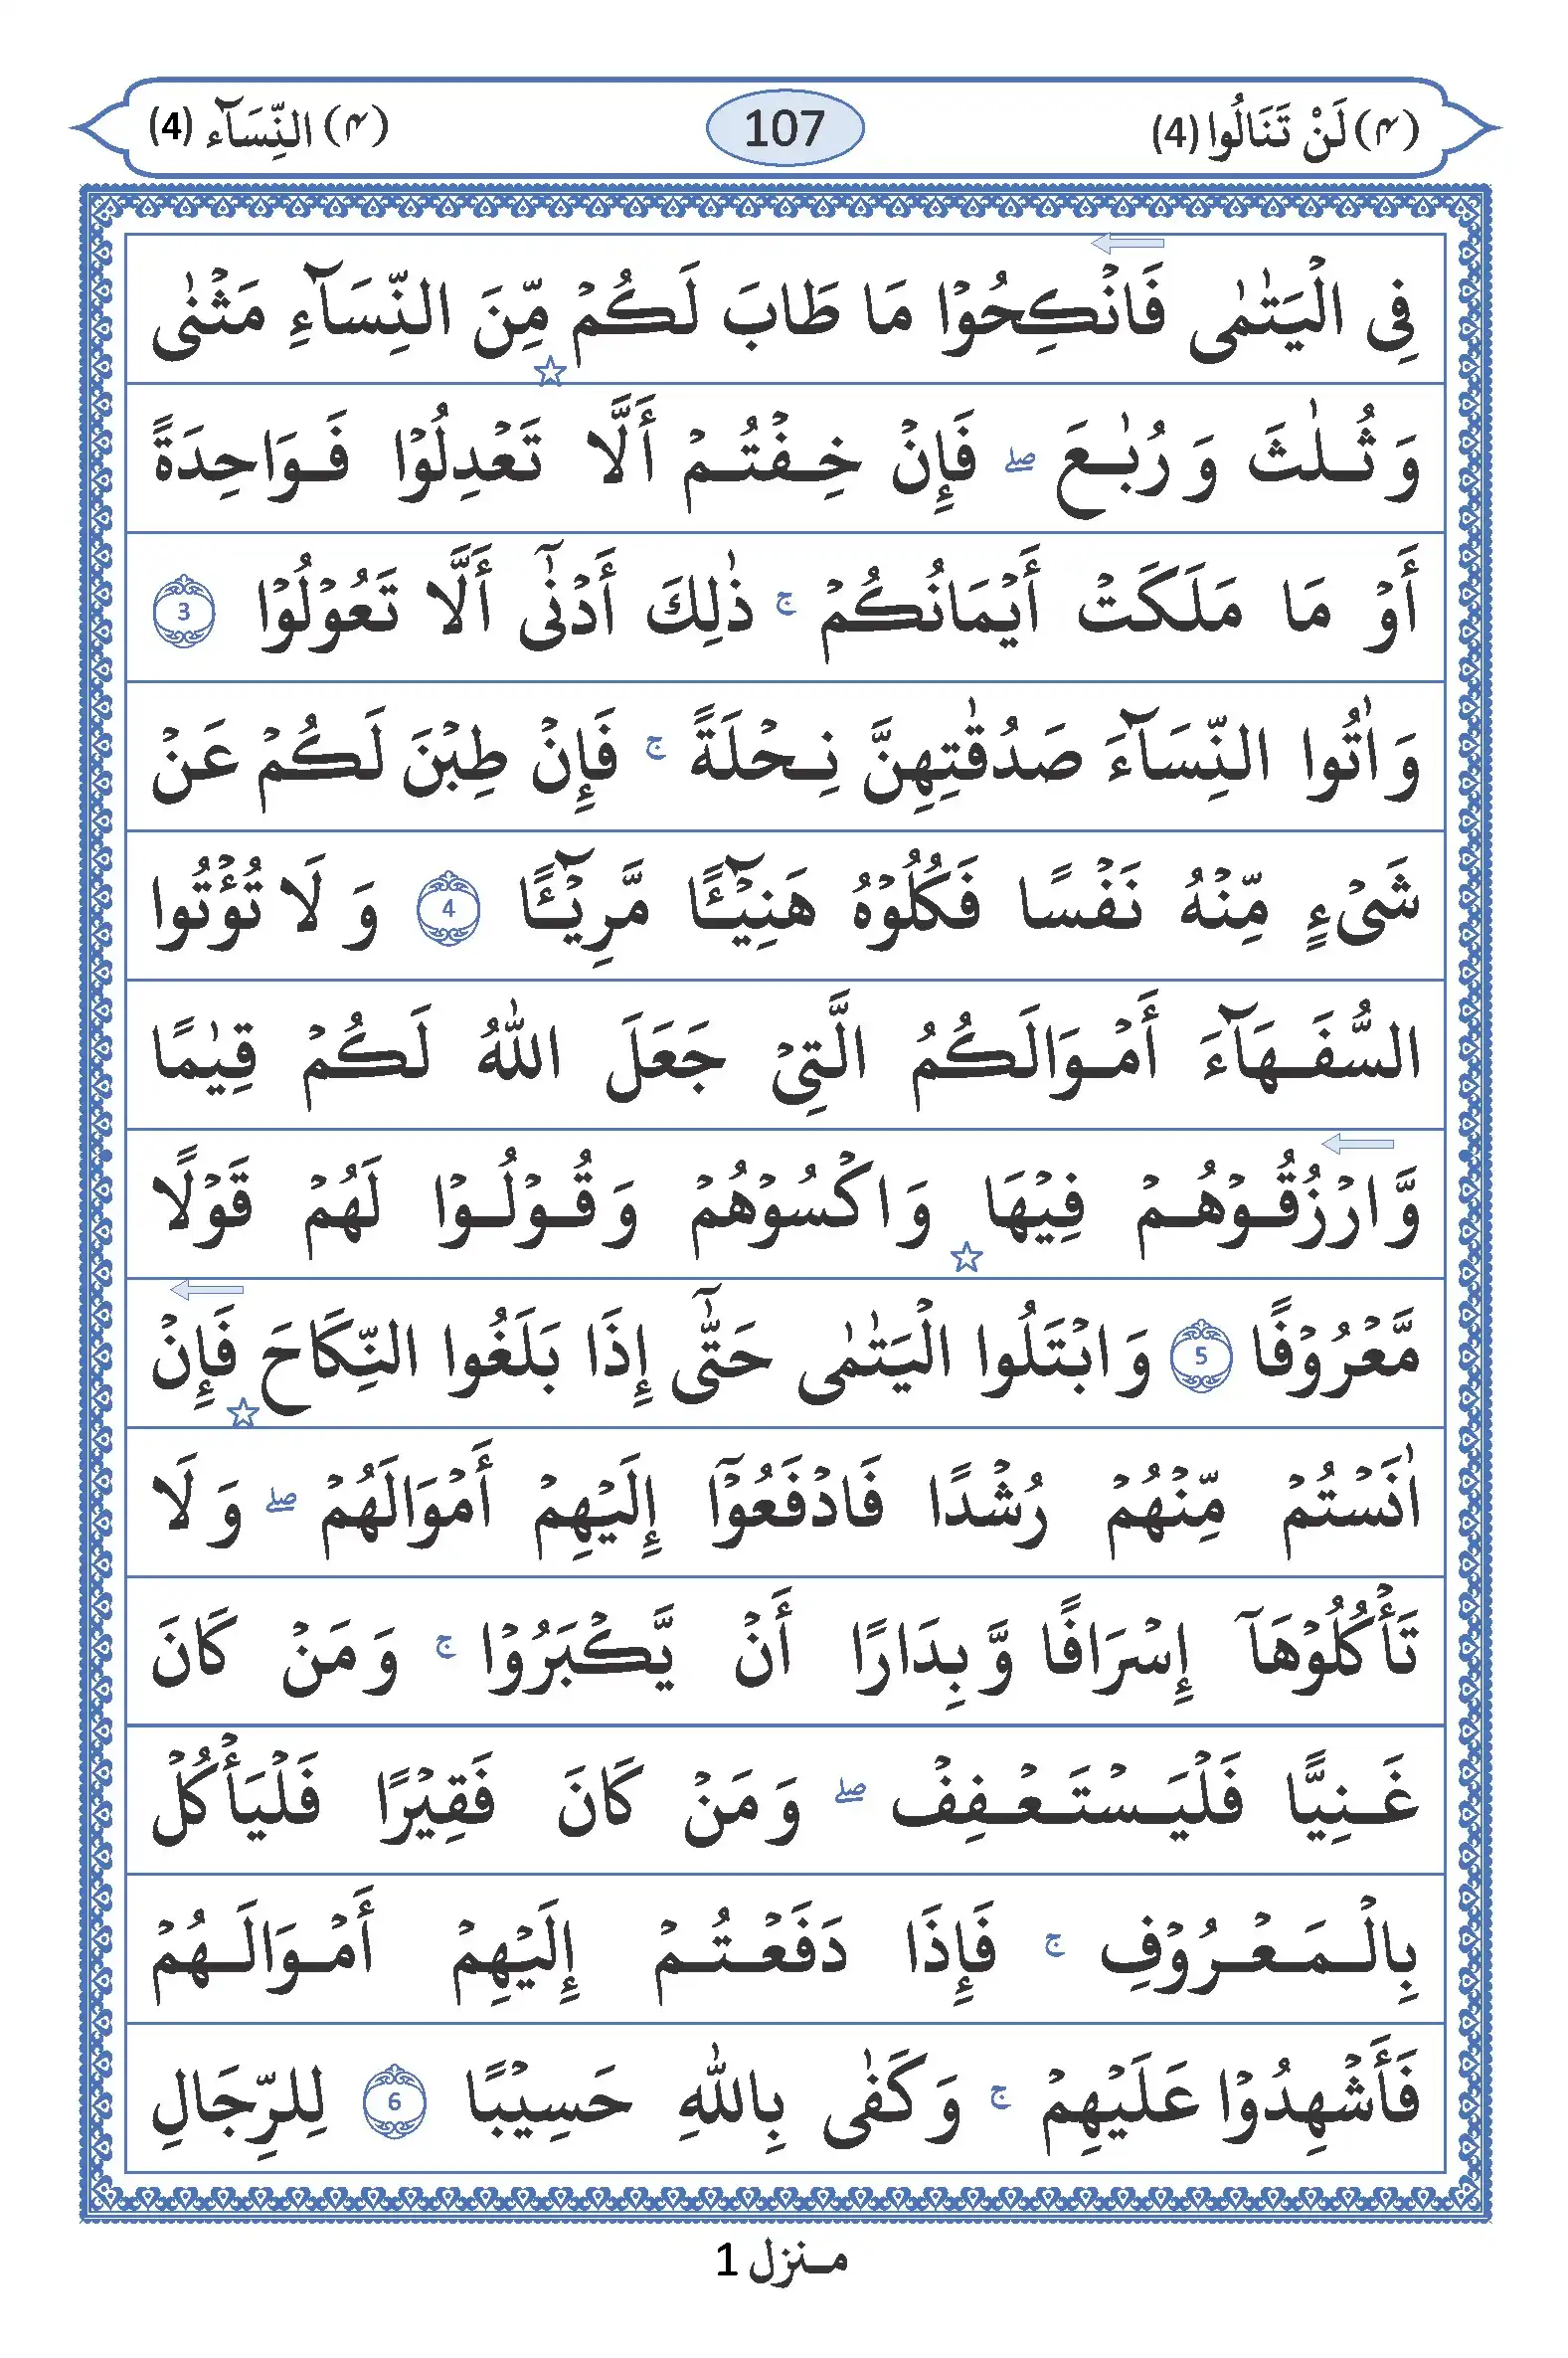 (۴) لَنْ تَنَالُوا (4) 107 (۴) النِّسَآء (4)
فِی الْیَتٰمٰی فَانْكِحُوْا مَا طَابَ لَكُمْ مِّنَ النِّسَآءِ مَثْنٰی
وَ ثُلٰثَ وَ رُبٰعَ ۖ فَإِنْ خِفْتُمْ أَلَّا تَعْدِلُوْا فَوَاحِدَةً
أَوْ مَا مَلَكَتْ أَیْمَانُكُمْ ۚ ذٰلِكَ أَدْنٰۤی أَلَّا تَعُوْلُوْا 3
وَ اٰتُوا النِّسَآءَ صَدُقٰتِهِنَّ نِحْلَةً ۚ فَإِنْ طِبْنَ لَكُمْ عَنْ
شَیْءٍ مِّنْهُ نَفْسًا فَكُلُوْهُ هَنِیْٓـًٔا مَّرِیْٓـًٔا 4 وَ لَا تُؤْتُوا
السُّفَهَآءَ أَمْوَالَكُمُ الَّتِیْ جَعَلَ اللّٰهُ لَكُمْ قِیٰمًا
وَّ ارْزُقُوْهُمْ فِیْهَا وَ اكْسُوْهُمْ وَ قُوْلُوْا لَهُمْ قَوْلًا
مَّعْرُوْفًا 5 وَ ابْتَلُوا الْیَتٰمٰی حَتّٰۤی إِذَا بَلَغُوا النِّكَاحَ فَإِنْ
اٰنَسْتُمْ مِّنْهُمْ رُشْدًا فَادْفَعُوْۤا إِلَیْهِمْ أَمْوَالَهُمْ ۖ وَ لَا
تَأْكُلُوْهَاۤ إِسْرَافًا وَّ بِدَارًا أَنْ یَّكْبَرُوْا ۚ وَ مَنْ كَانَ
غَنِیًّا فَلْیَسْتَعْفِفْ ۖ وَ مَنْ كَانَ فَقِیْرًا فَلْیَأْكُلْ
بِالْمَعْرُوْفِ ۚ فَإِذَا دَفَعْتُمْ إِلَیْهِمْ أَمْوَالَهُمْ
فَأَشْهِدُوْا عَلَیْهِمْ ۚ وَ كَفٰی بِاللّٰهِ حَسِیْبًا 6 لِلرِّجَالِ
منزل 1